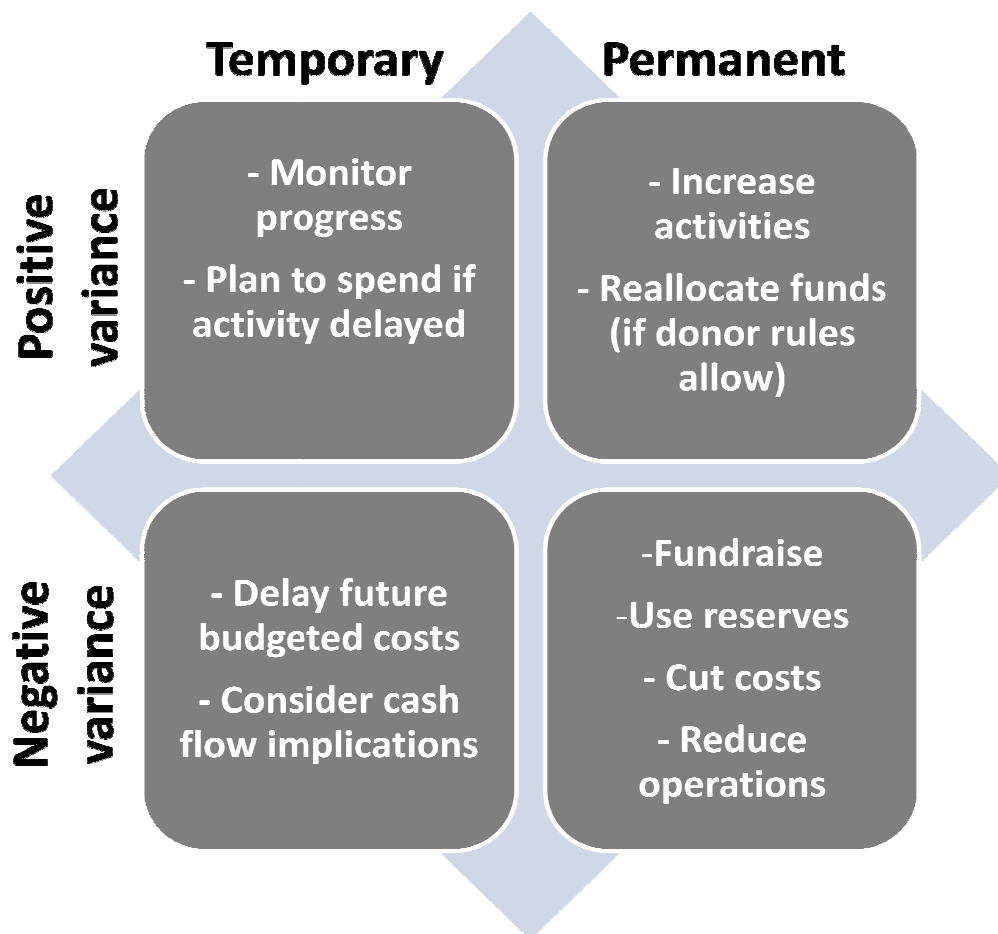 Temporary
Permanent
Positive
variance
- Monitor
progress
- Plan to spend if
activity delayed
- Increase
activities
- Reallocate funds
(if donor rules
allow)
Negative
variance
- Delay future
budgeted costs
- Consider cash
flow implications
-Fundraise
-Use reserves
- Cut costs
- Reduce
operations